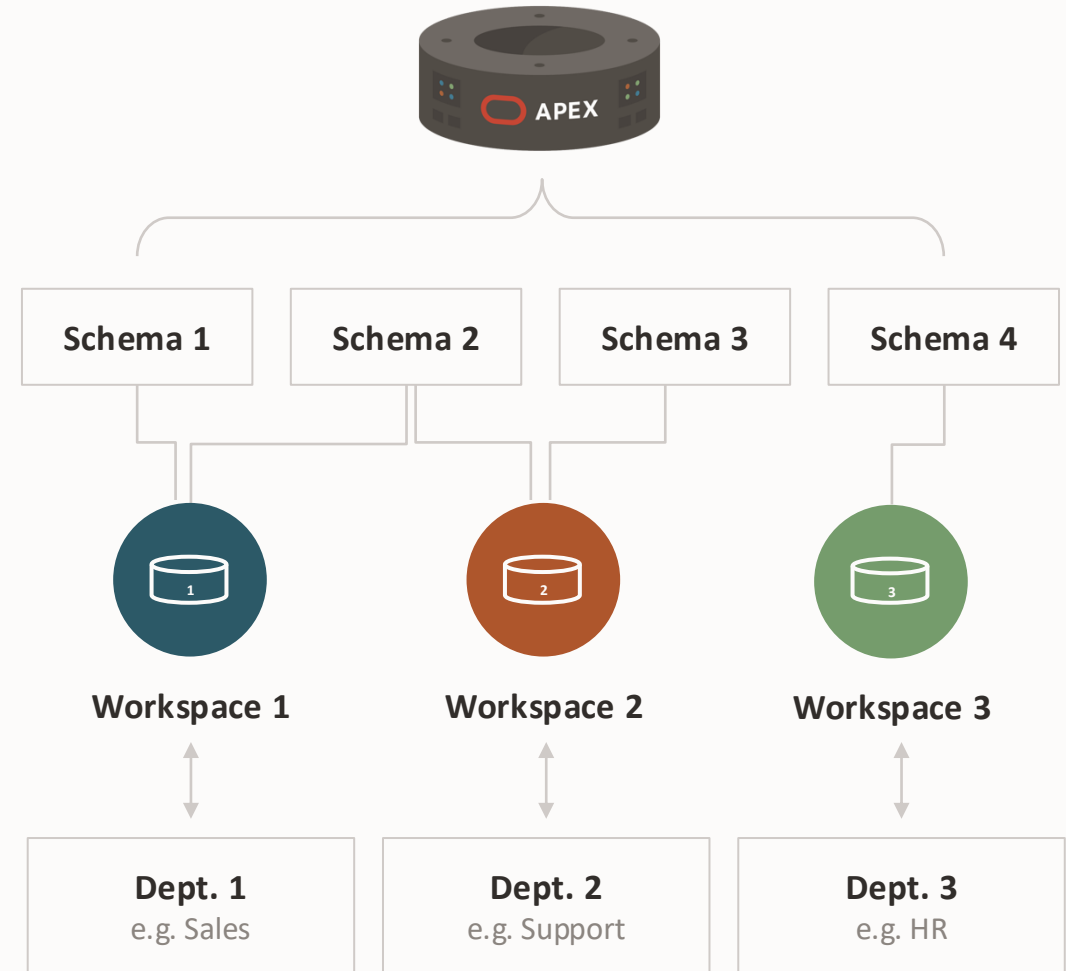 APEX
Schema 1
Schema 2
Schema 3
Schema 4
1
2
3
Workspace 1
Workspace 2
Workspace 3
Dept. 1
e.g. Sales
Dept. 2
e.g. Support
Dept. 3
e.g. HR